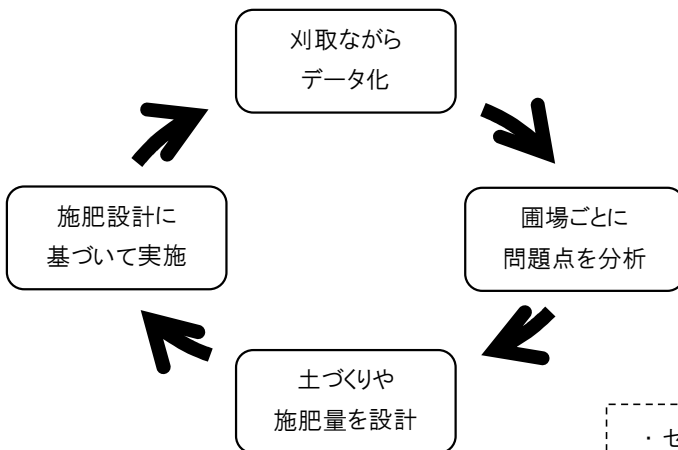 刈取ながら
データ化
圃場ごとに
問題点を分析
土づくりや
施肥量を設計
施肥設計に
基づいて実施
・セ